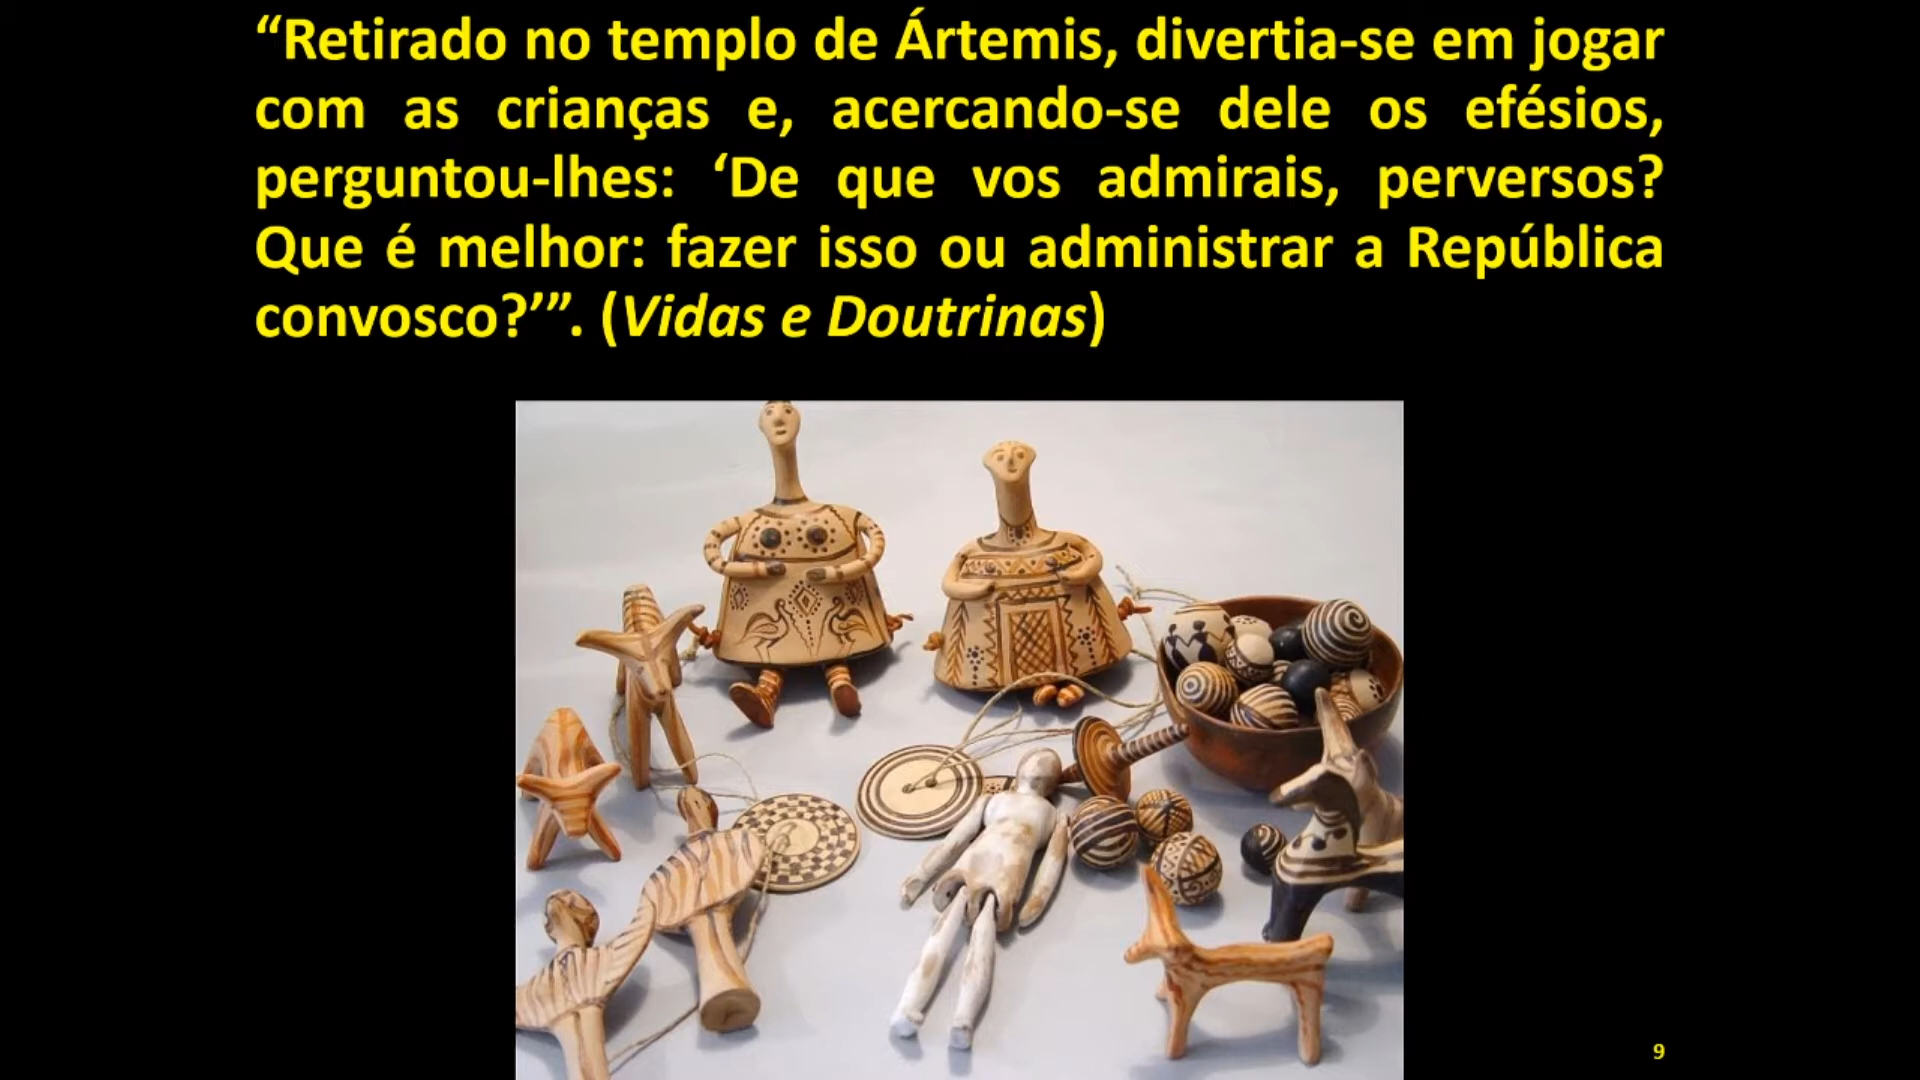 “Retirado no templo de Ártemis, divertia-se em jogar
com as crianças e, acercando-se dele os efésios,
perguntou-lhes: ‘De que vos admirais, perversos?
Que é melhor: fazer isso ou administrar a República
convosco?’”. (Vidas e Doutrinas)
9